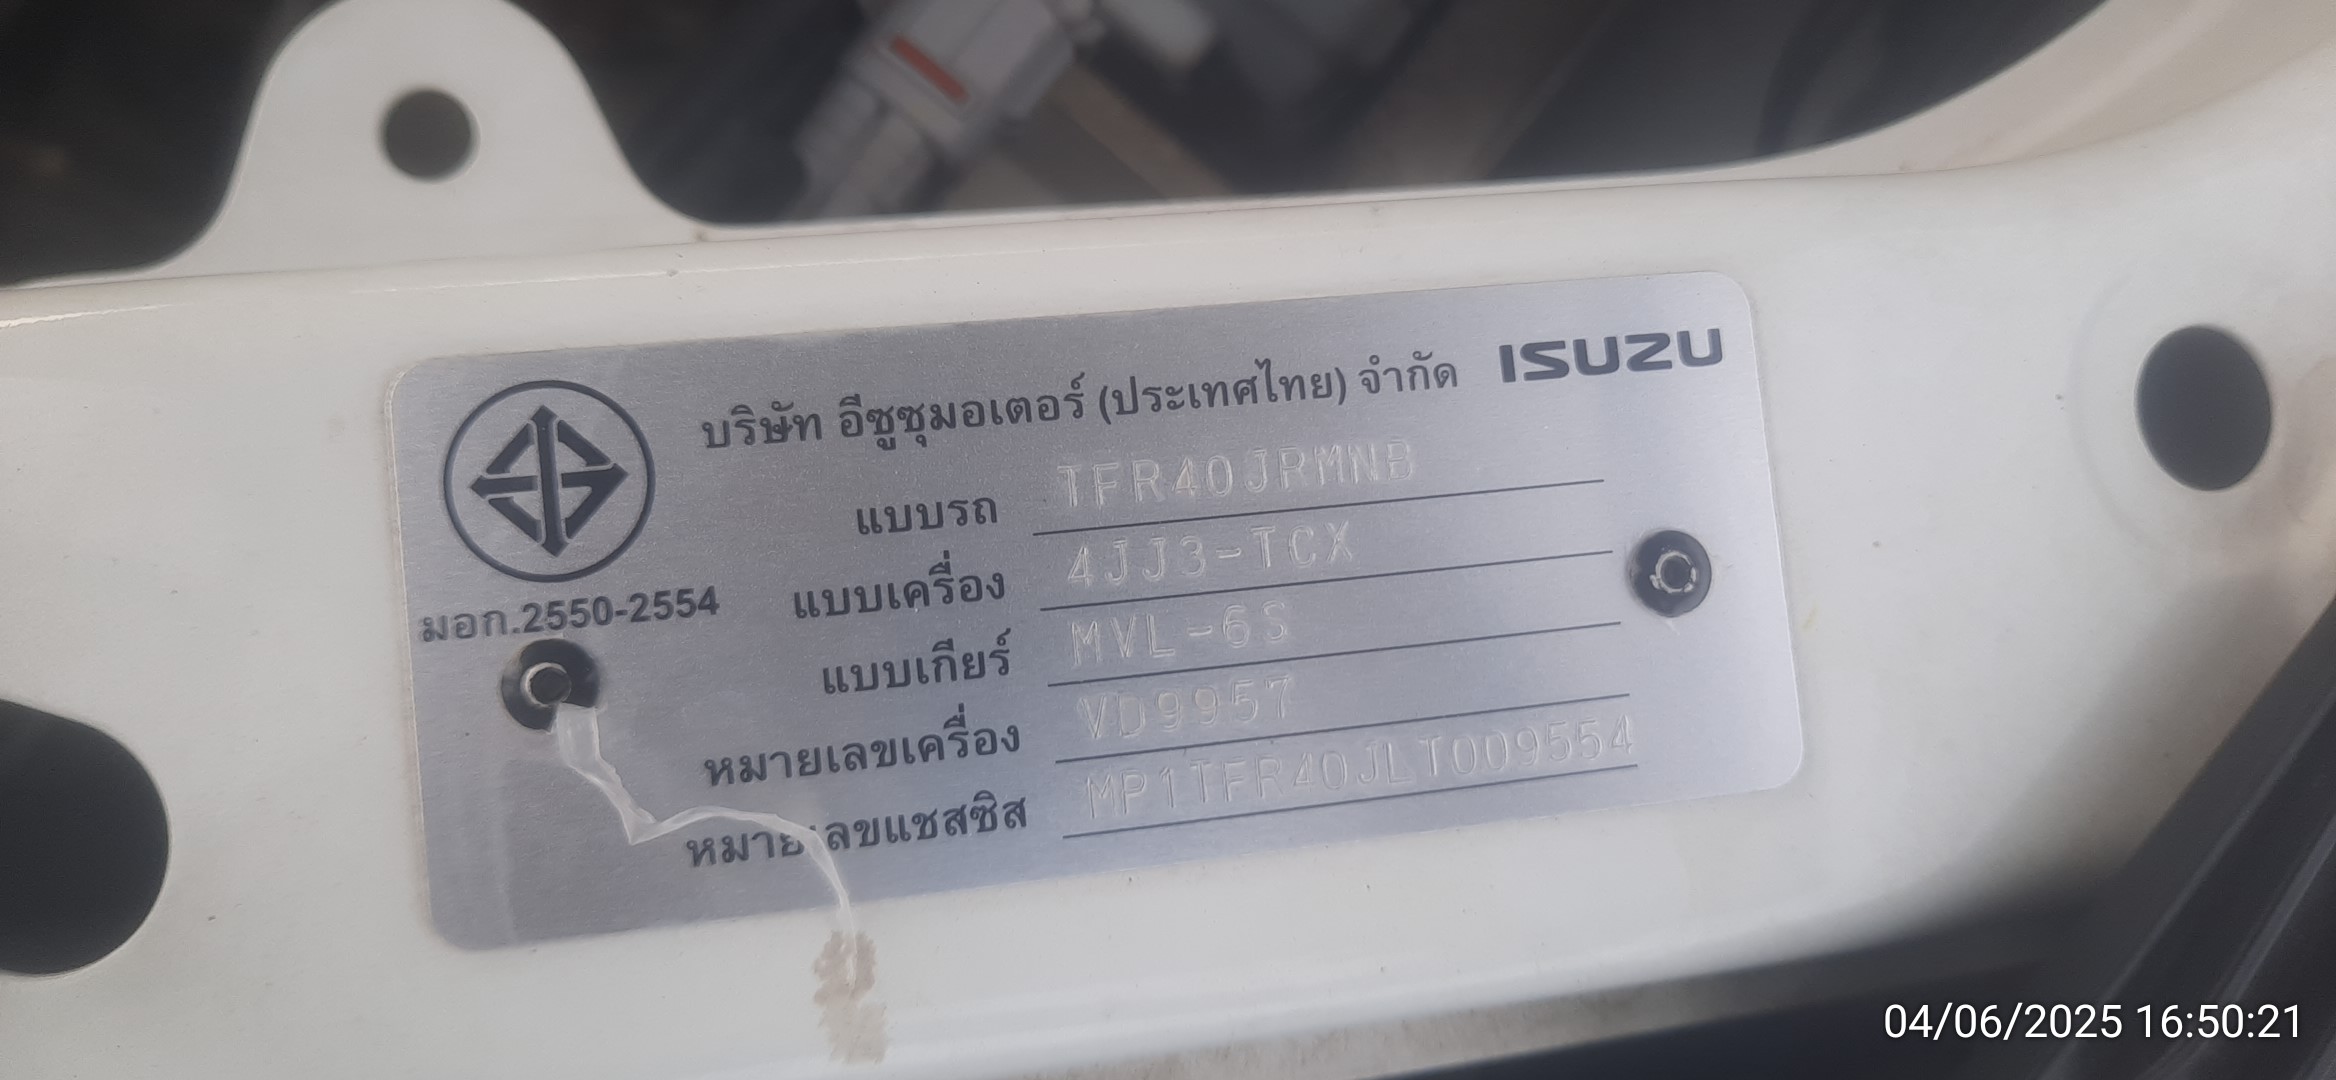 บริษัท อีซูซุมอเตอร์ (ประเทศไทย) จำกัด ISUZU
แบบรถ TFR40JRMNB
มอก.2550-2554
แบบเครื่อง 4JJ3-TCX
แบบเกียร์ MVL-6S
หมายเลขเครื่อง VD9957
หมายเลขแชสซิส MP1TFR40JLT009554
04/06/2025 16:50:21